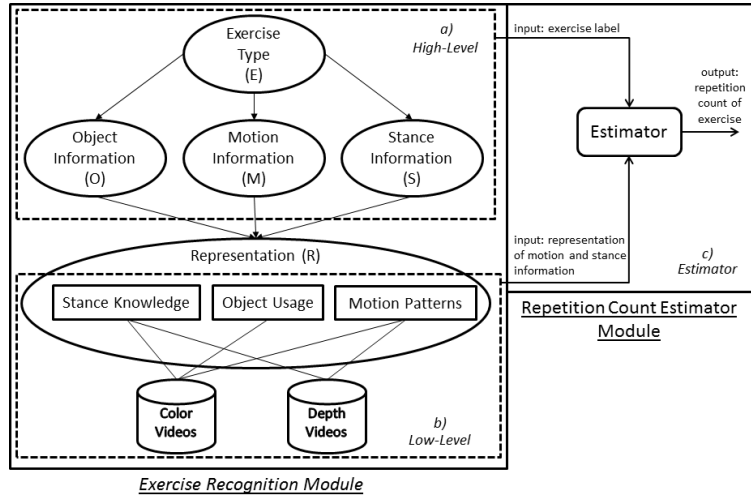 Exercise
Type
(E)
a)
High-Level
Object
Information
(O)
Motion
Information
(M)
Stance
Information
(S)
Representation (R)
Stance Knowledge
Object Usage
Motion Patterns
Color
Videos
Depth
Videos
b)
Low-Level
Exercise Recognition Module
input: exercise label
Estimator
output:
repetition
count of
exercise
input: representation
of motion and stance
information
c)
Estimator
Repetition Count Estimator
Module